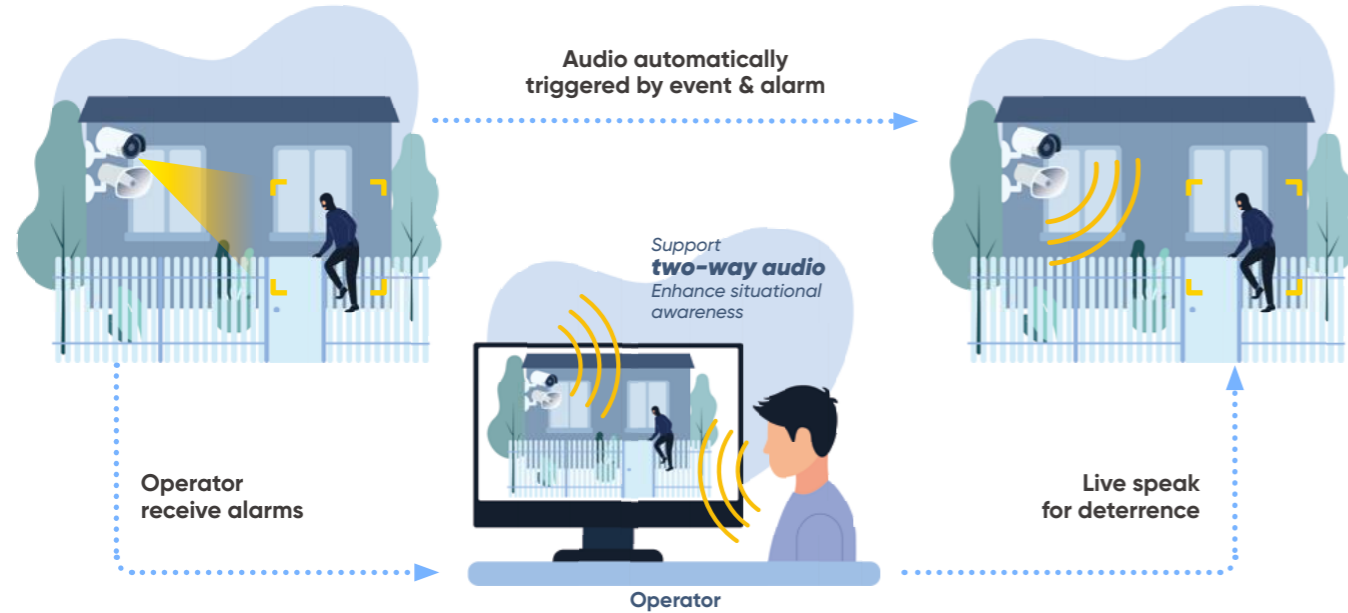 Audio automatically
triggered by event & alarm
Support
two-way audio
Enhance situational
awareness
Operator
receive alarms
Live speak
for deterrence
Operator